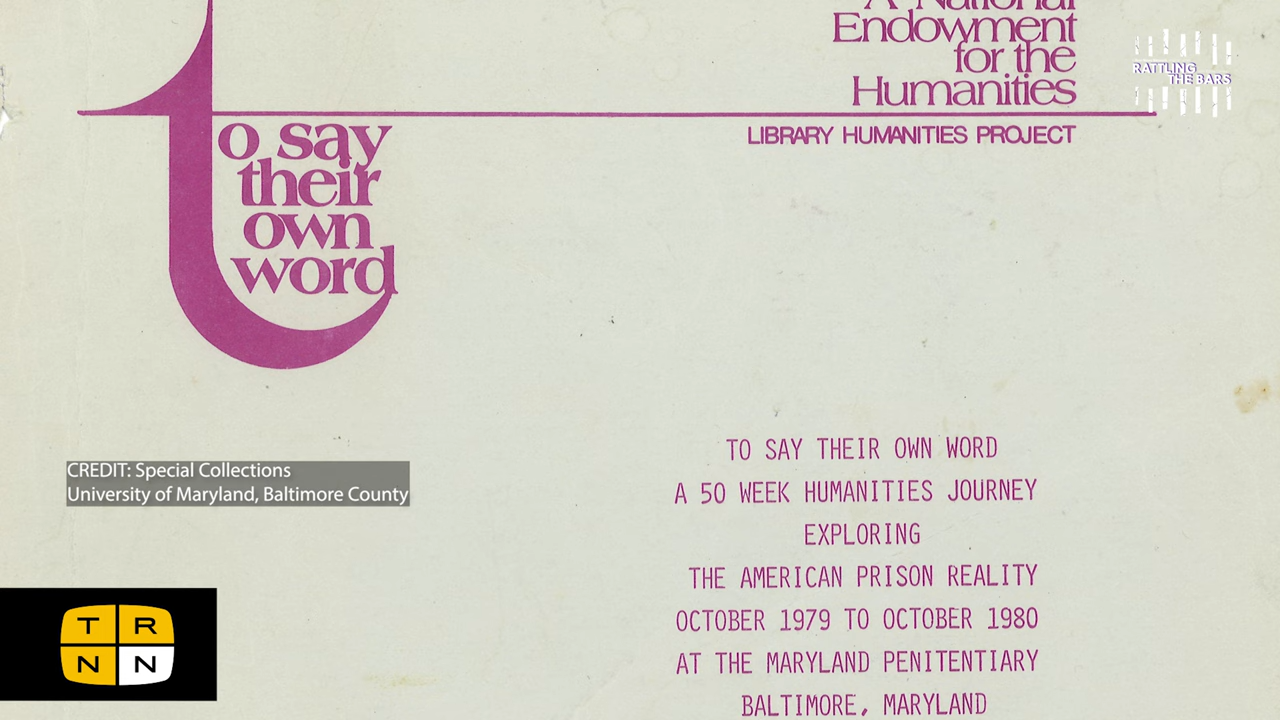 A National
Endowment
for the
Humanities
RATTLING
THE BARS
LIBRARY HUMANITIES PROJECT
to say
their
own
word
TO SAY THEIR OWN WORD
A 50 WEEK HUMANITIES JOURNEY
EXPLORING
THE AMERICAN PRISON REALITY
OCTOBER 1979 TO OCTOBER 1980
AT THE MARYLAND PENITENTIARY
BALTIMORE, MARYLAND
CREDIT: Special Collections
University of Maryland, Baltimore County
T R
N N